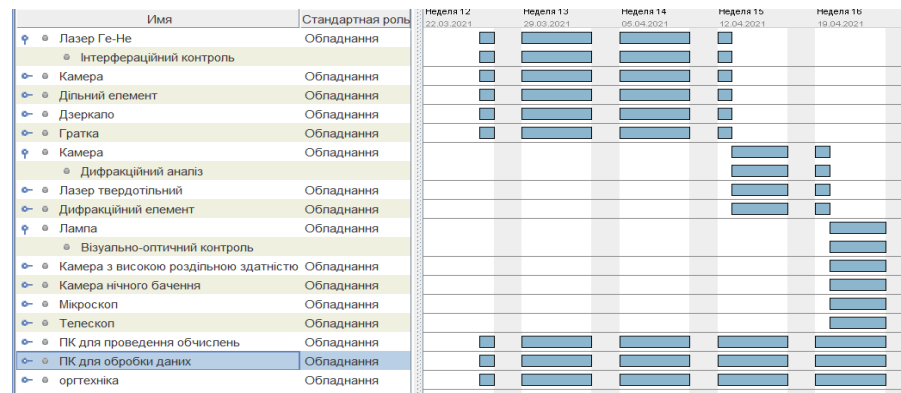 Имя Стандартная роль Неделя 12 Неделя 13 Неделя 14 Неделя 15 Неделя 16
22.03.2021 29.03.2021 05.04.2021 12.04.2021 19.04.2021
Лазер Ге-Не Обладнання
Інтерфераційний контроль
Камера Обладнання
Дільний елемент Обладнання
Дзеркало Обладнання
Гратка Обладнання
Камера Обладнання
Дифракційний аналіз
Лазер твердотільний Обладнання
Дифракційний елемент Обладнання
Лампа Обладнання
Візуально-оптичний контроль
Камера з високою роздільною здатністю Обладнання
Камера нічного бачення Обладнання
Мікроскоп Обладнання
Телескоп Обладнання
ПК для проведення обчислень Обладнання
ПК для обробки даних Обладнання
оргтехніка Обладнання